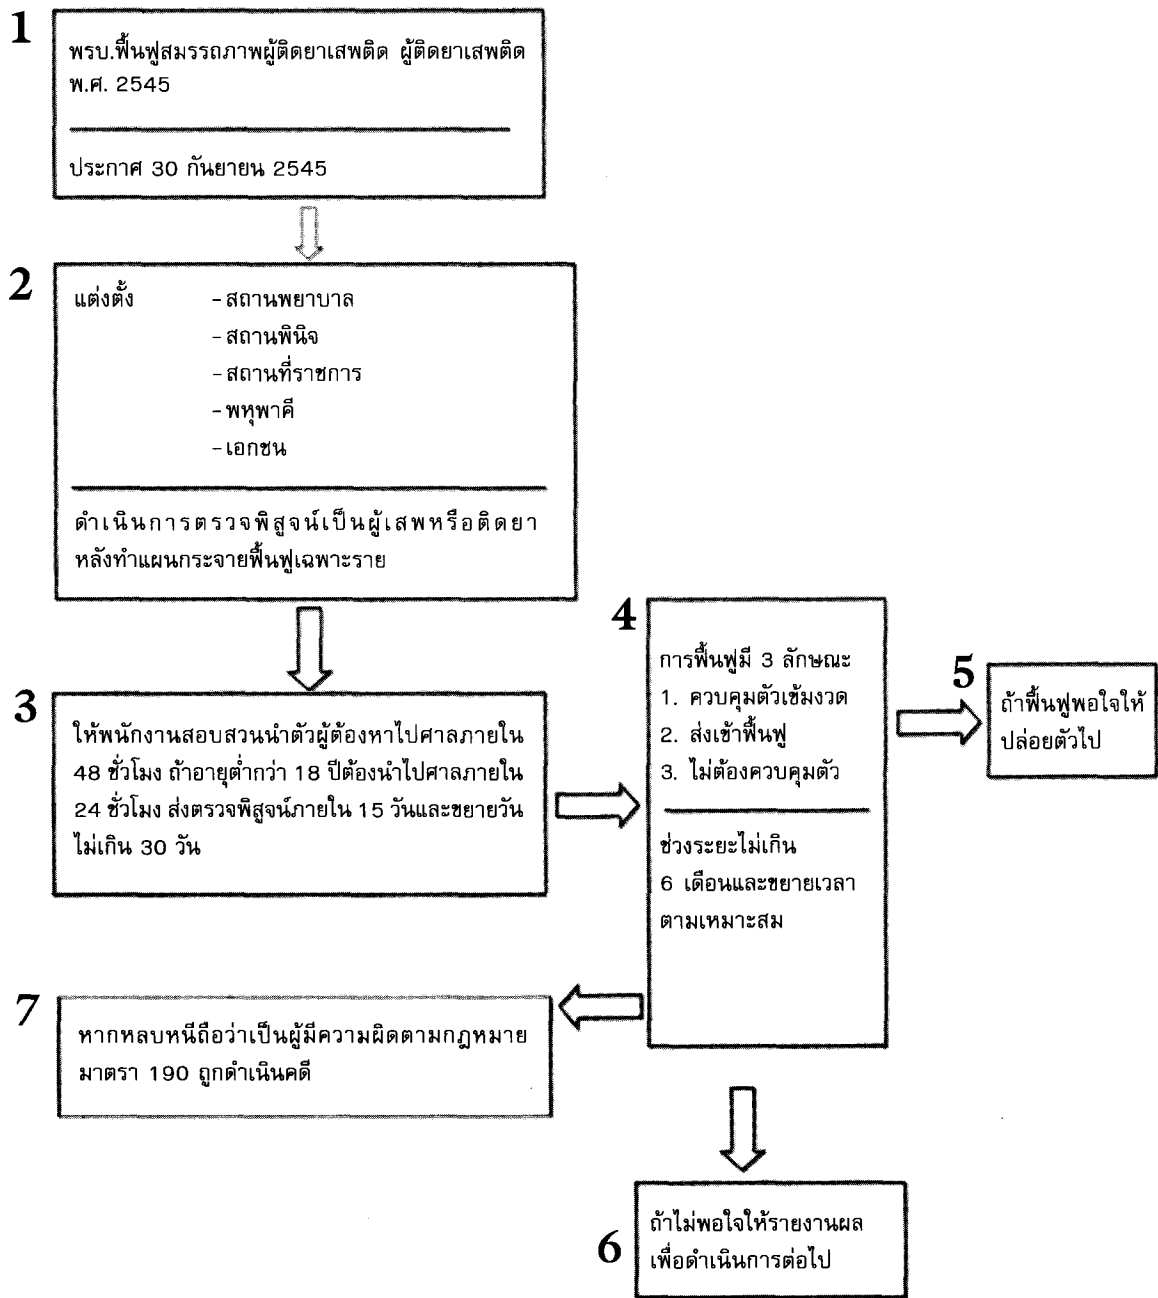 1
พรบ.ฟื้นฟูสมรรถภาพผู้ติดยาเสพติด ผู้ติดยาเสพติด
พ.ศ. 2545
ประกาศ 30 กันยายน 2545
2
แต่งตั้ง - สถานพยาบาล
- สถานพินิจ
- สถานที่ราชการ
- พหุพาคี
- เอกชน
ดำเนินการตรวจพิสูจน์เป็นผู้เสพหรือติดยา
หลังทำแผนกระจายฟื้นฟูเฉพาะราย
3
ให้พนักงานสอบสวนนำตัวผู้ต้องหาไปศาลภายใน
48 ชั่วโมง ถ้าอายุต่ำกว่า 18 ปีต้องนำไปศาลภายใน
24 ชั่วโมง ส่งตรวจพิสูจน์ภายใน 15 วันและขยายวัน
ไม่เกิน 30 วัน
4
การฟื้นฟูมี 3 ลักษณะ
1. ควบคุมตัวเข้มงวด
2. ส่งเข้าฟื้นฟู
3. ไม่ต้องควบคุมตัว
ช่วงระยะไม่เกิน
6 เดือนและขยายเวลา
ตามเหมาะสม
5
ถ้าฟื้นฟูพอใจให้
ปล่อยตัวไป
7
หากหลบหนีถือว่าเป็นผู้มีความผิดตามกฎหมาย
มาตรา 190 ถูกดำเนินคดี
6
ถ้าไม่พอใจให้รายงานผล
เพื่อดำเนินการต่อไป